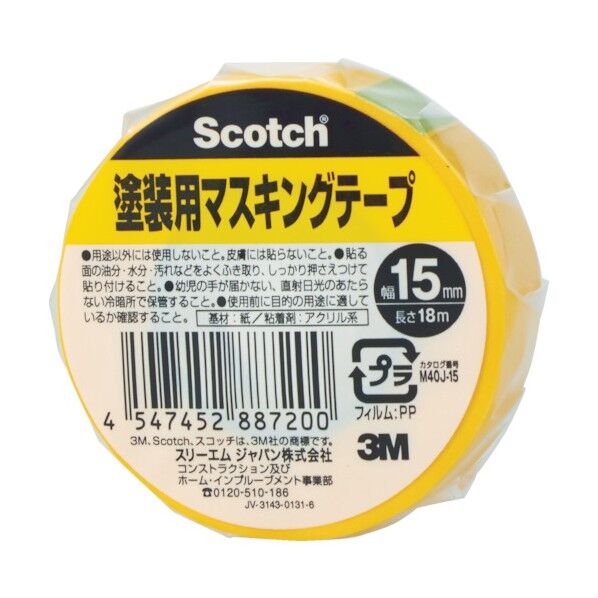 Scotch®
塗装用マスキングテープ
●用途以外には使用しないこと。皮膚には貼らないこと。●貼る
面の油分・水分・汚れなどをよくふき取り、しっかり押さえつけて
貼り付けること。●幼児の手が届かない、直射日光のあたら
ない冷暗所で保管すること。●使用前に目的の用途に適して
いるか確認すること。
基材：紙／粘着剤：アクリル系
幅15mm
長さ18m
プラ
フィルム：PP
カタログ番号
M40J-15
3M
4 547452 887200
3M、Scotch、スコッチは、3M社の商標です。
スリーエム ジャパン株式会社
コンストラクション及び
ホーム・インプルーブメント事業部
☎0120-510-186
JV-3143-0131-6